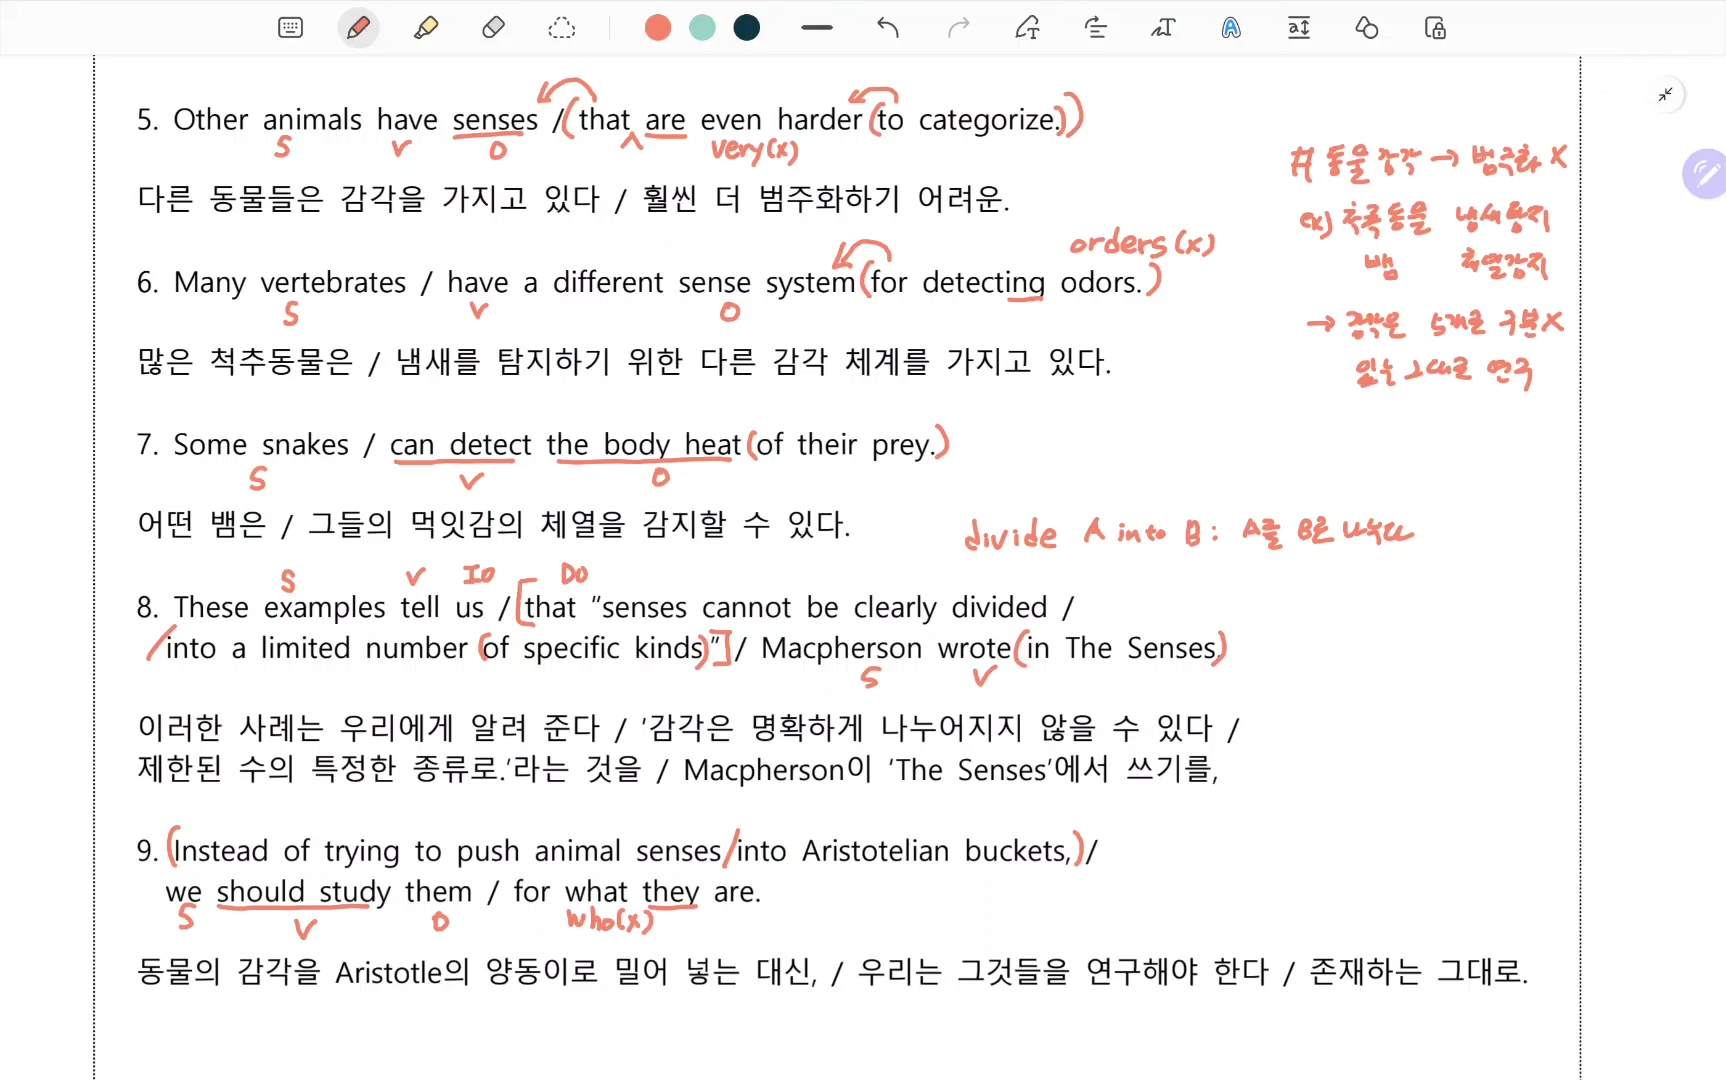 5. Other animals have senses /(that are even harder (to categorize.))
S V O ^ very(x)
다른 동물들은 감각을 가지고 있다 / 훨씬 더 범주화하기 어려운.
# 동물 감각 → 범주화 X
ex) 척추동물 냄새탐지
뱀 체열감지
→ 감각은 5개로 구분X
있는 그대로 연구
orders(x)
6. Many vertebrates / have a different sense system (for detecting odors.)
S V O
많은 척추동물은 / 냄새를 탐지하기 위한 다른 감각 체계를 가지고 있다.
7. Some snakes / can detect the body heat (of their prey.)
S V O
어떤 뱀은 / 그들의 먹잇감의 체열을 감지할 수 있다.
divide A into B : A를 B로 나누다
S V IO DO
8. These examples tell us / [that “senses cannot be clearly divided /
/ into a limited number (of specific kinds)”] / Macpherson wrote (in The Senses.)
S V
이러한 사례는 우리에게 알려 준다 / ‘감각은 명확하게 나누어지지 않을 수 있다 /
제한된 수의 특정한 종류로.’라는 것을 / Macpherson이 ‘The Senses’에서 쓰기를,
9. (Instead of trying to push animal senses / into Aristotelian buckets,) /
we should study them / for what they are.
S V O who(x)
동물의 감각을 Aristotle의 양동이로 밀어 넣는 대신, / 우리는 그것들을 연구해야 한다 / 존재하는 그대로.